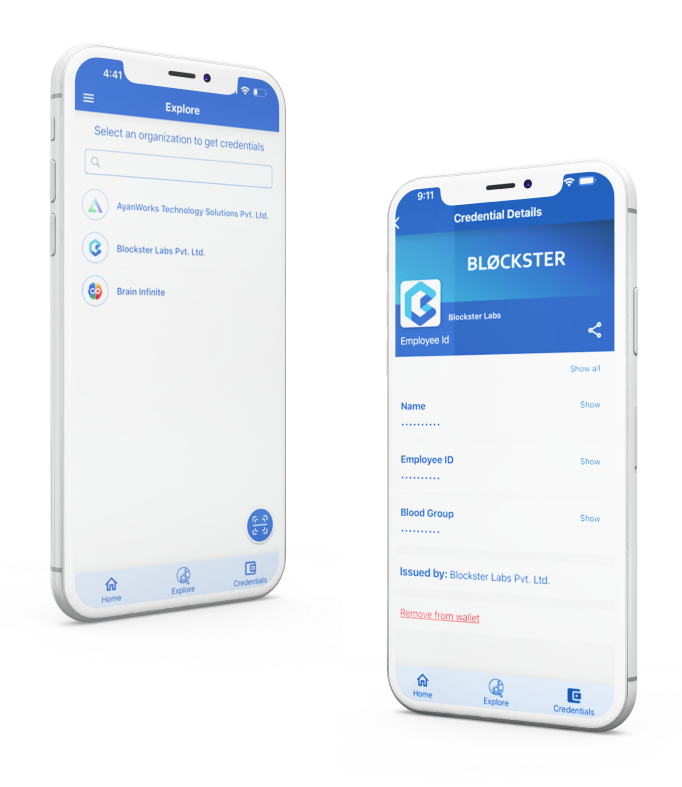 4:41
Explore
Select an organization to get credentials
AyanWorks Technology Solutions Pvt. Ltd.
Blockster Labs Pvt. Ltd.
Brain Infinite
Home
Explore
Credentials
9:11
Credential Details
BLØCKSTER
Blockster Labs
Employee Id
Show all
Name
Show
Employee ID
Show
Blood Group
Show
Issued by: Blockster Labs Pvt. Ltd.
Remove from wallet
Home
Explore
Credentials